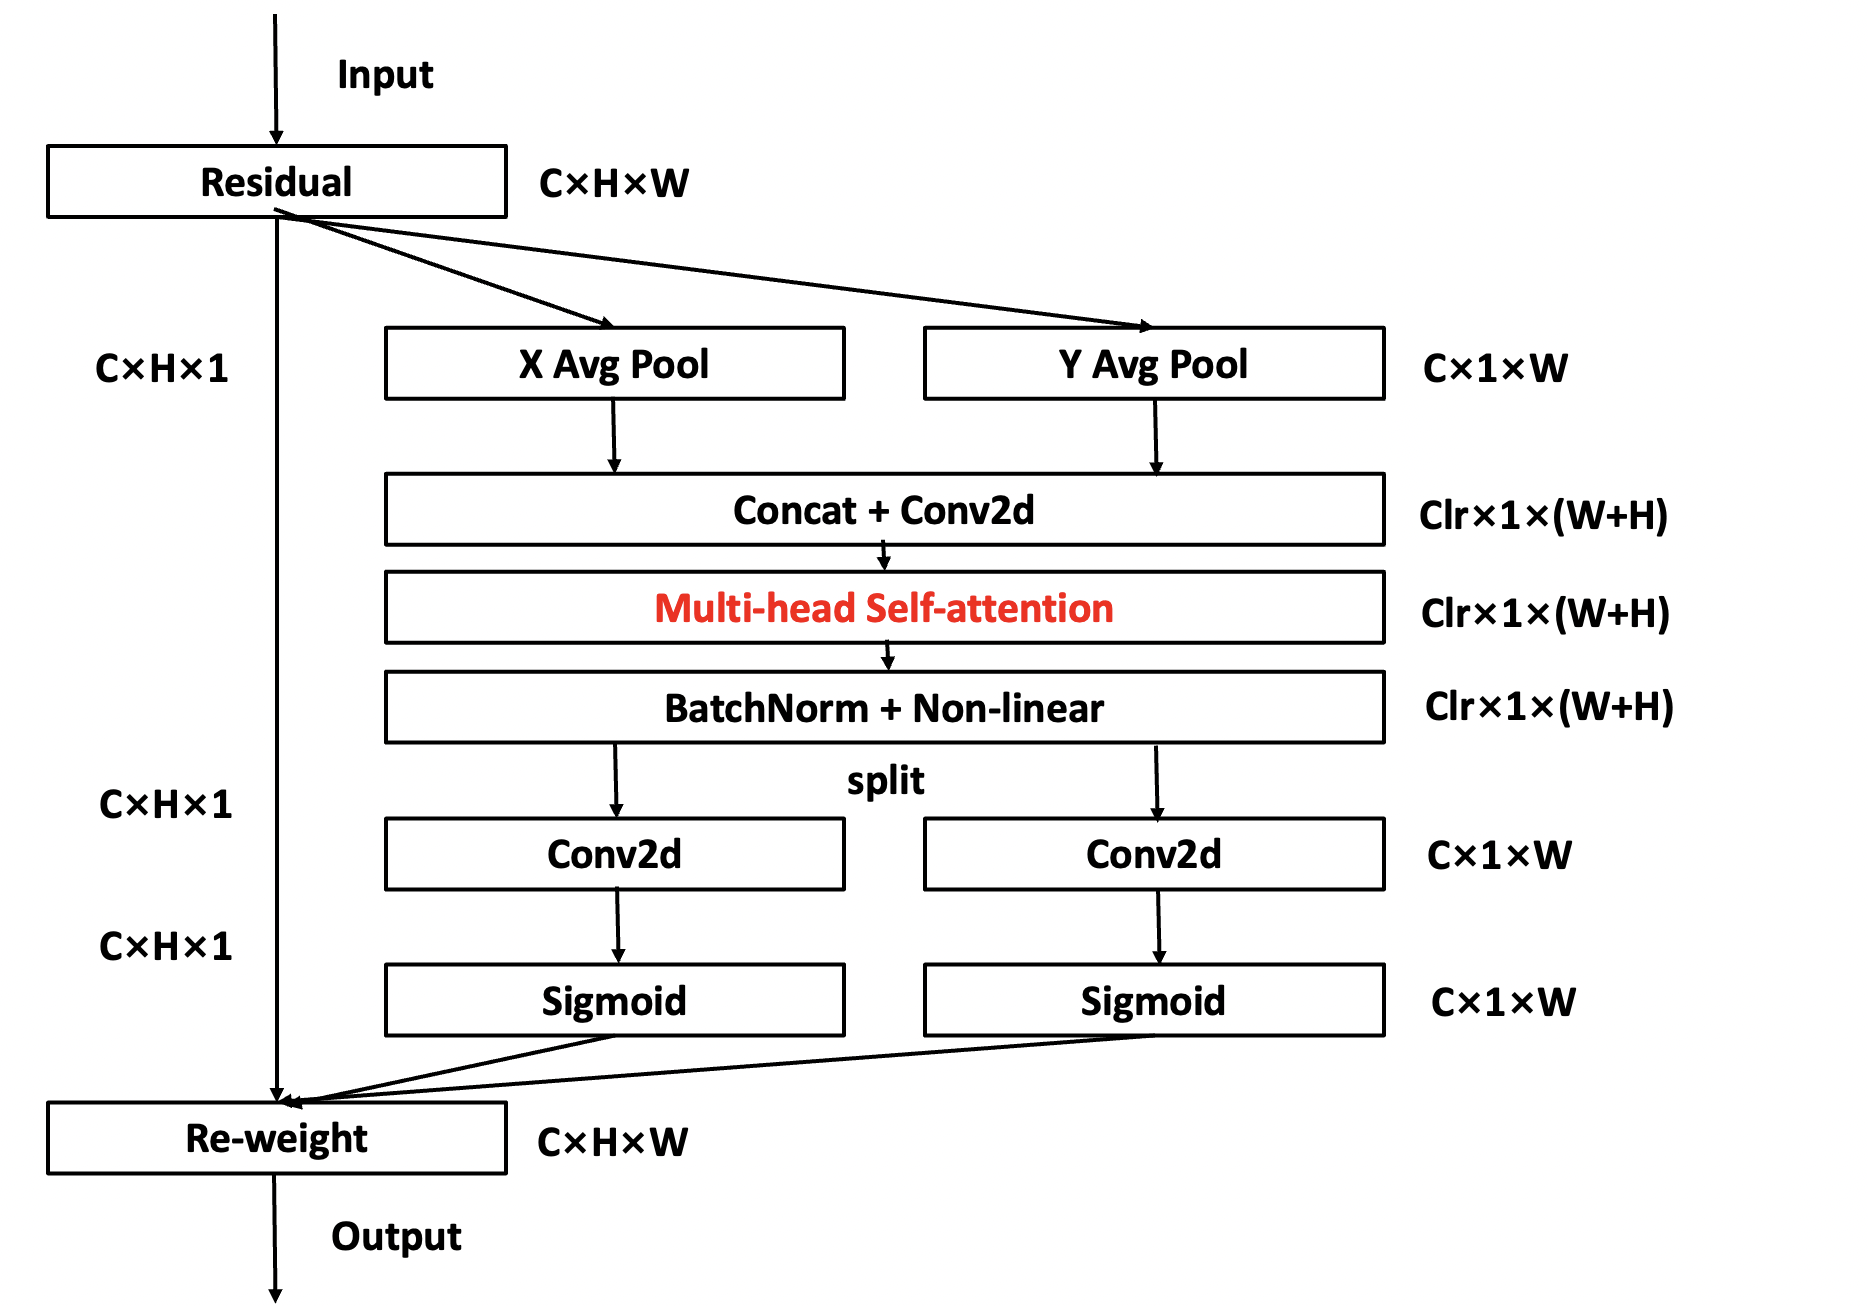 Input
Residual
C×H×W
C×H×1
X Avg Pool
Y Avg Pool
C×1×W
Concat + Conv2d
Clr×1×(W+H)
Multi-head Self-attention
Clr×1×(W+H)
BatchNorm + Non-linear
Clr×1×(W+H)
split
C×H×1
Conv2d
Conv2d
C×1×W
C×H×1
Sigmoid
Sigmoid
C×1×W
Re-weight
C×H×W
Output